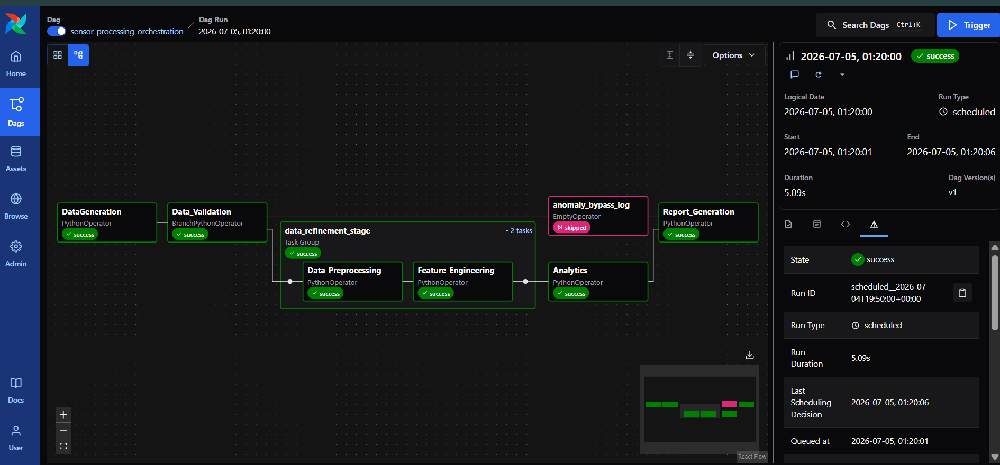 Dag
sensor_processing_orchestration
Dag Run
2026-07-05, 01:20:00
Search Dags Ctrl+K
Trigger
Home
Dags
Assets
Browse
Admin
Docs
User
Options
DataGeneration
PythonOperator
success
Data_Validation
BranchPythonOperator
success
data_refinement_stage
- 2 tasks
Task Group
success
Data_Preprocessing
PythonOperator
success
Feature_Engineering
PythonOperator
success
anomaly_bypass_log
EmptyOperator
skipped
Analytics
PythonOperator
success
Report_Generation
PythonOperator
success
React Flow
2026-07-05, 01:20:00
success
Logical Date
2026-07-05, 01:20:00
Run Type
scheduled
Start
2026-07-05, 01:20:01
End
2026-07-05, 01:20:06
Duration
5.09s
Dag Version(s)
v1
State
success
Run ID
scheduled__2026-07-
04T19:50:00+00:00
Run Type
scheduled
Run
Duration
5.09s
Last
Scheduling
Decision
2026-07-05, 01:20:06
Queued at
2026-07-05, 01:20:01